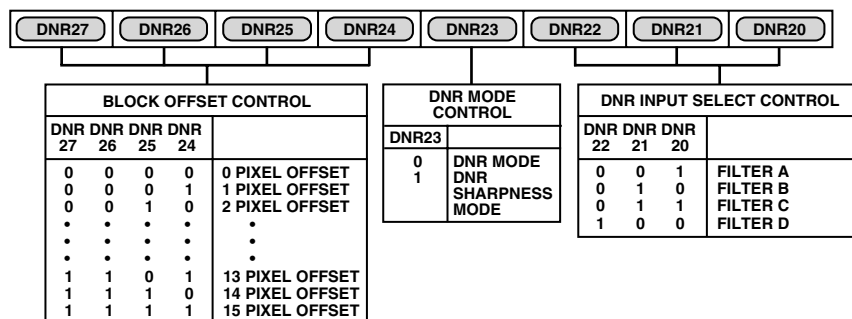 DNR27 DNR26 DNR25 DNR24 DNR23 DNR22 DNR21 DNR20
BLOCK OFFSET CONTROL
DNR DNR DNR DNR
27 26 25 24
0 0 0 0 0 PIXEL OFFSET
0 0 0 1 1 PIXEL OFFSET
0 0 1 0 2 PIXEL OFFSET
• • • • •
• • • • •
• • • • •
1 1 0 1 13 PIXEL OFFSET
1 1 1 0 14 PIXEL OFFSET
1 1 1 1 15 PIXEL OFFSET
DNR MODE
CONTROL
DNR23
0 DNR MODE
1 DNR
SHARPNESS
MODE
DNR INPUT SELECT CONTROL
DNR DNR DNR
22 21 20
0 0 1 FILTER A
0 1 0 FILTER B
0 1 1 FILTER C
1 0 0 FILTER D